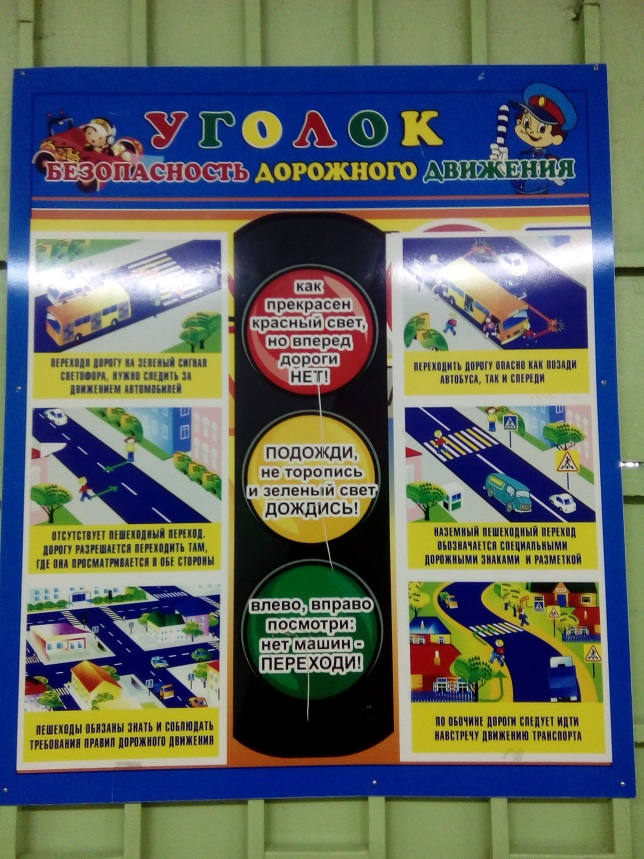 УГОЛОК
БЕЗОПАСНОСТЬ ДОРОЖНОГО ДВИЖЕНИЯ
ПЕРЕХОДЯ ДОРОГУ НА ЗЕЛЕНЫЙ СИГНАЛ
СВЕТОФОРА, НУЖНО СЛЕДИТЬ ЗА
ДВИЖЕНИЕМ АВТОМОБИЛЕЙ
ОТСУТСТВУЕТ ПЕШЕХОДНЫЙ ПЕРЕХОД.
ДОРОГУ РАЗРЕШАЕТСЯ ПЕРЕХОДИТЬ ТАМ,
ГДЕ ОНА ПРОСМАТРИВАЕТСЯ В ОБЕ СТОРОНЫ
ПЕШЕХОДЫ ОБЯЗАНЫ ЗНАТЬ И СОБЛЮДАТЬ
ТРЕБОВАНИЯ ПРАВИЛ ДОРОЖНОГО ДВИЖЕНИЯ
как
прекрасен
красный свет,
но вперед
дороги
НЕТ!
ПОДОЖДИ,
не торопись
и зеленый свет
ДОЖДИСЬ!
влево, вправо
посмотри:
нет машин -
ПЕРЕХОДИ!
ПЕРЕХОДИТЬ ДОРОГУ ОПАСНО КАК ПОЗАДИ
АВТОБУСА, ТАК И СПЕРЕДИ
НАЗЕМНЫЙ ПЕШЕХОДНЫЙ ПЕРЕХОД
ОБОЗНАЧАЕТСЯ СПЕЦИАЛЬНЫМИ
ДОРОЖНЫМИ ЗНАКАМИ И РАЗМЕТКОЙ
ПО ОБОЧИНЕ ДОРОГИ СЛЕДУЕТ ИДТИ
НАВСТРЕЧУ ДВИЖЕНИЮ ТРАНСПОРТА